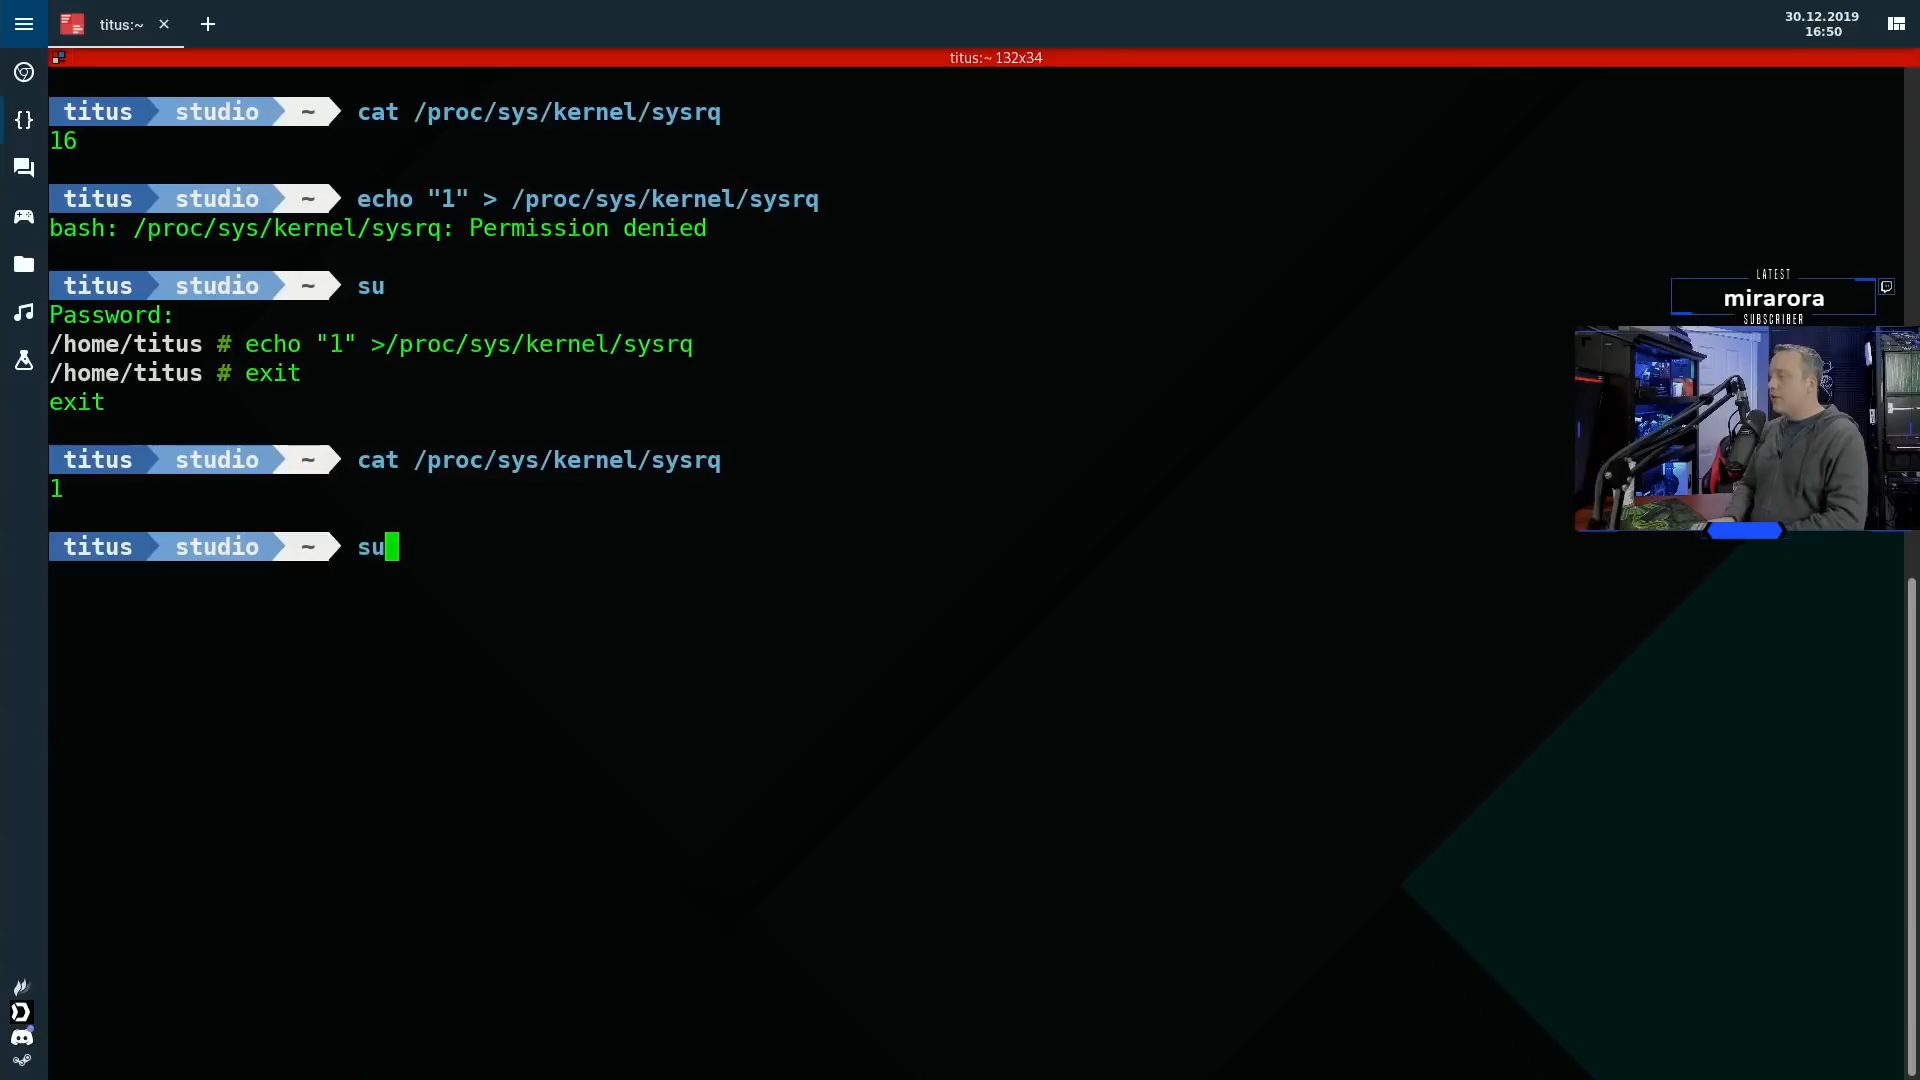 titus:~
30.12.2019
16:50
titus:~ 132x34
titus studio ~ cat /proc/sys/kernel/sysrq
16
titus studio ~ echo "1" > /proc/sys/kernel/sysrq
bash: /proc/sys/kernel/sysrq: Permission denied
titus studio ~ su
Password:
/home/titus # echo "1" >/proc/sys/kernel/sysrq
/home/titus # exit
exit
titus studio ~ cat /proc/sys/kernel/sysrq
1
titus studio ~ su
LATEST
mirarora
SUBSCRIBER